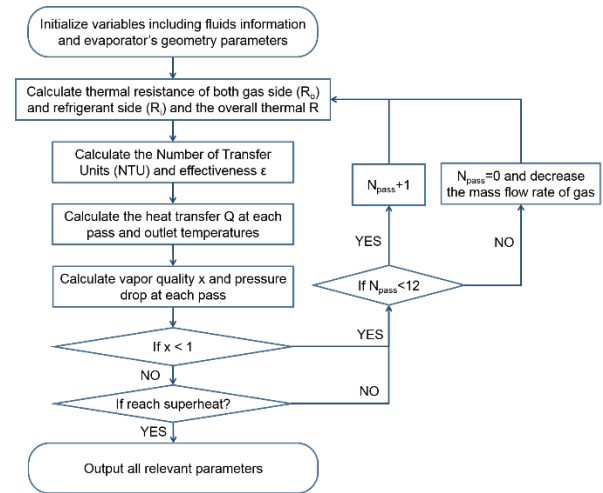 Initialize variables including fluids information
and evaporator's geometry parameters
Calculate thermal resistance of both gas side (Rₒ)
and refrigerant side (Rᵢ) and the overall thermal R
Calculate the Number of Transfer
Units (NTU) and effectiveness ε
Calculate the heat transfer Q at each
pass and outlet temperatures
Calculate vapor quality x and pressure
drop at each pass
If x < 1
YES
NO
If reach superheat?
NO
YES
Output all relevant parameters
If Npass<12
YES
NO
Npass+1
Npass=0 and decrease
the mass flow rate of gas